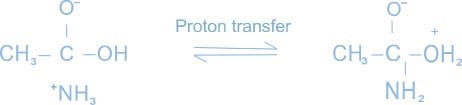 O⁻ O⁻
Proton transfer +
CH₃ – C – OH CH₃ – C – OH₂
⁺NH₃ NH₂